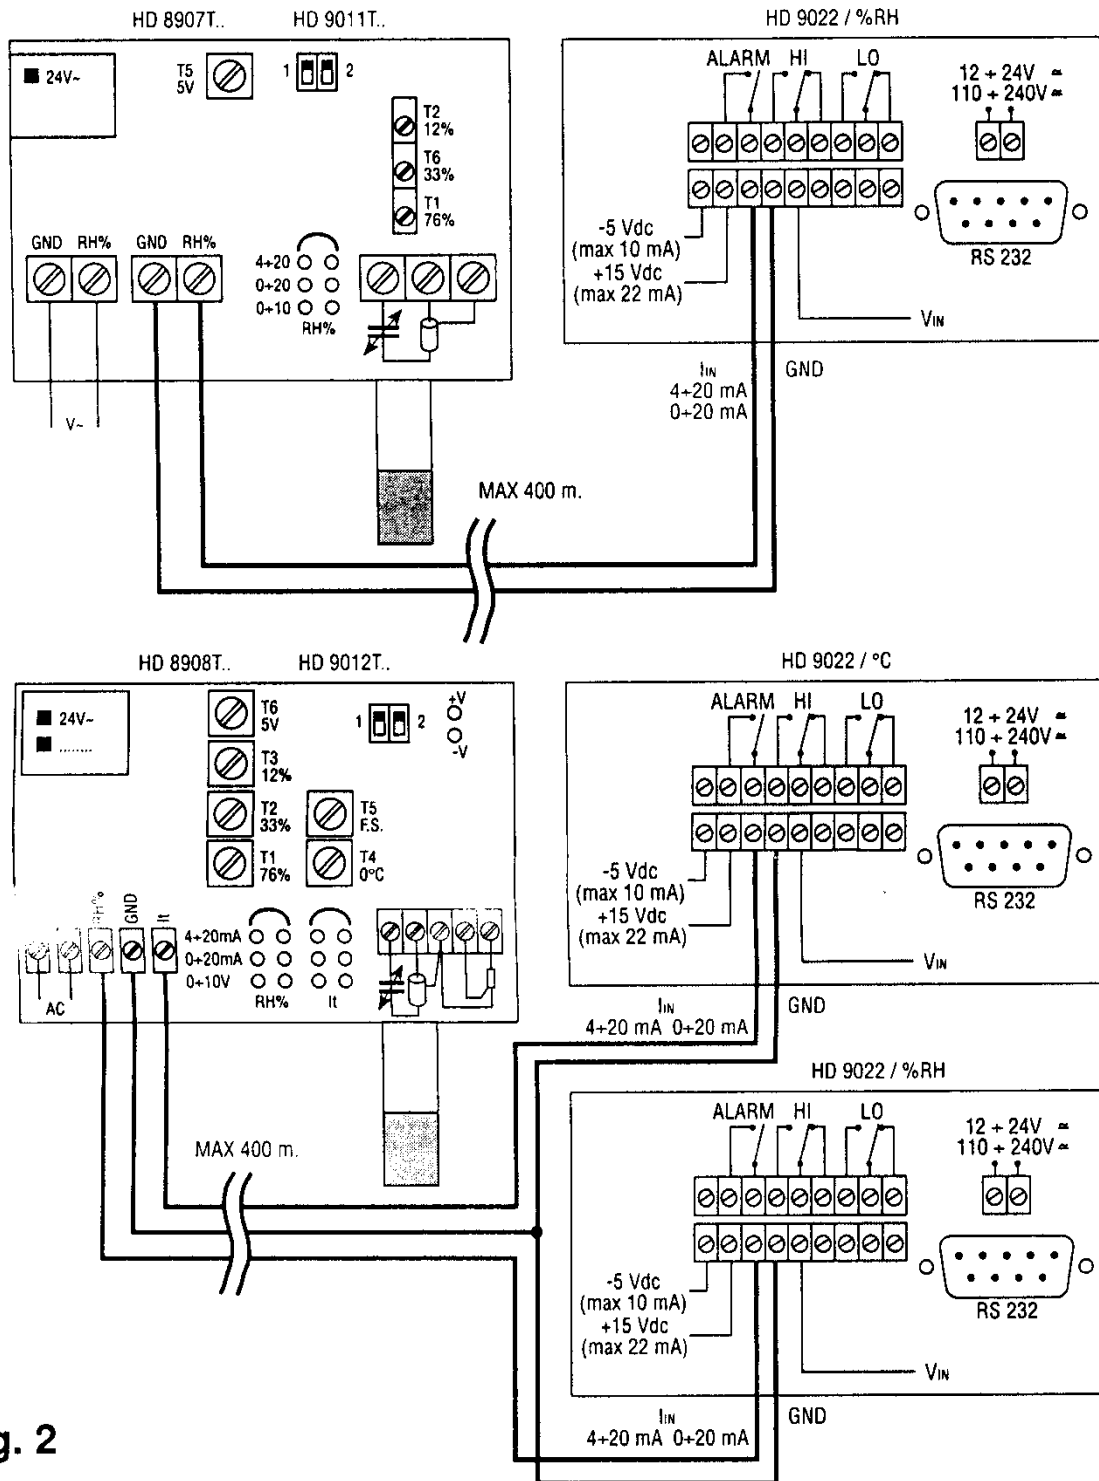 HD 8907T.. HD 9011T..
HD 9022 / %RH
24V~
T5
5V
1 2
T2
12%
T6
33%
T1
76%
GND RH% GND RH%
4÷20
0÷20
0÷10
RH%
V~
ALARM HI LO
12 ÷ 24V ≃
110 ÷ 240V ≃
-5 Vdc
(max 10 mA)
+15 Vdc
(max 22 mA)
RS 232
VIN
IIN GND
4÷20 mA
0÷20 mA
MAX 400 m.
HD 8908T.. HD 9012T..
HD 9022 / °C
24V~
........
T6
5V
T3
12%
T2
33%
T1
76%
1 2
+V
-V
T5
F.S.
T4
0°C
RH%
GND
It
4÷20mA
0÷20mA
0÷10V
RH% It
AC
ALARM HI LO
12 ÷ 24V ≃
110 ÷ 240V ≃
-5 Vdc
(max 10 mA)
+15 Vdc
(max 22 mA)
RS 232
VIN
IIN GND
4÷20 mA 0÷20 mA
MAX 400 m.
HD 9022 / %RH
ALARM HI LO
12 ÷ 24V ≃
110 ÷ 240V ≃
-5 Vdc
(max 10 mA)
+15 Vdc
(max 22 mA)
RS 232
VIN
IIN GND
4÷20 mA 0÷20 mA
g. 2